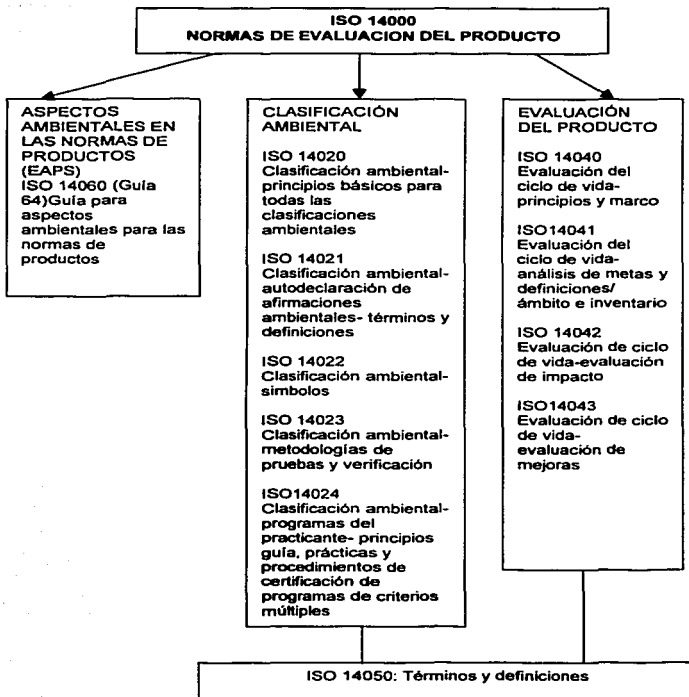 ISO 14000
NORMAS DE EVALUACION DEL PRODUCTO
ASPECTOS
AMBIENTALES EN
LAS NORMAS DE
PRODUCTOS
(EAPS)
ISO 14060 (Guía
64)Guía para
aspectos
ambientales para las
normas de
productos
CLASIFICACIÓN
AMBIENTAL
ISO 14020
Clasificación ambiental-
principios básicos para
todas las
clasificaciones
ambientales
ISO 14021
Clasificación ambiental-
autodeclaración de
afirmaciones
ambientales- términos y
definiciones
ISO 14022
Clasificación ambiental-
símbolos
ISO 14023
Clasificación ambiental-
metodologías de
pruebas y verificación
ISO14024
Clasificación ambiental-
programas del
practicante- principios
guía, prácticas y
procedimientos de
certificación de
programas de criterios
múltiples
EVALUACIÓN
DEL PRODUCTO
ISO 14040
Evaluación del
ciclo de vida-
principios y marco
ISO14041
Evaluación del
ciclo de vida-
análisis de metas y
definiciones/
ámbito e inventario
ISO 14042
Evaluación de ciclo
de vida-evaluación
de impacto
ISO14043
Evaluación de ciclo
de vida-
evaluación de
mejoras
ISO 14050: Términos y definiciones